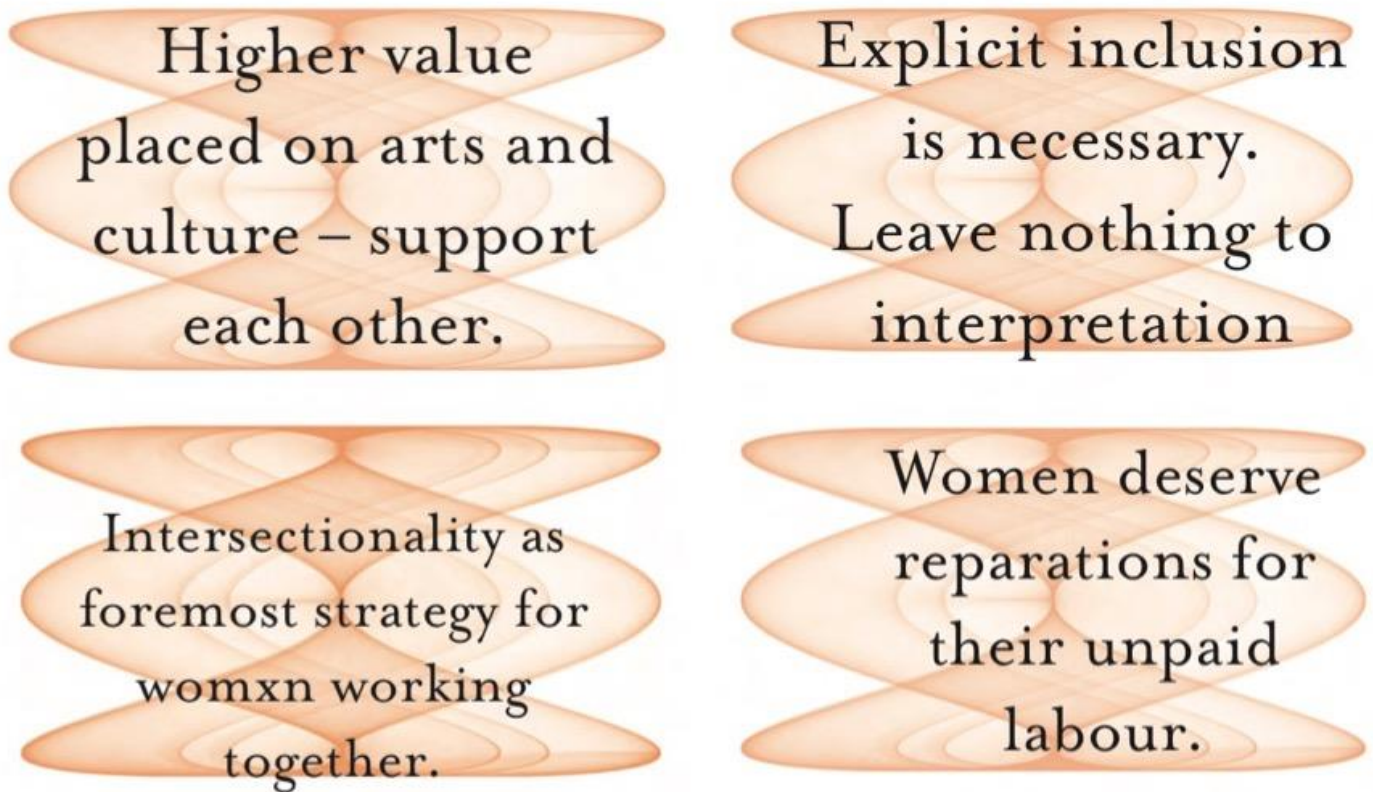 Higher value
placed on arts and
culture – support
each other.
Explicit inclusion
is necessary.
Leave nothing to
interpretation
Intersectionality as
foremost strategy for
womxn working
together.
Women deserve
reparations for
their unpaid
labour.